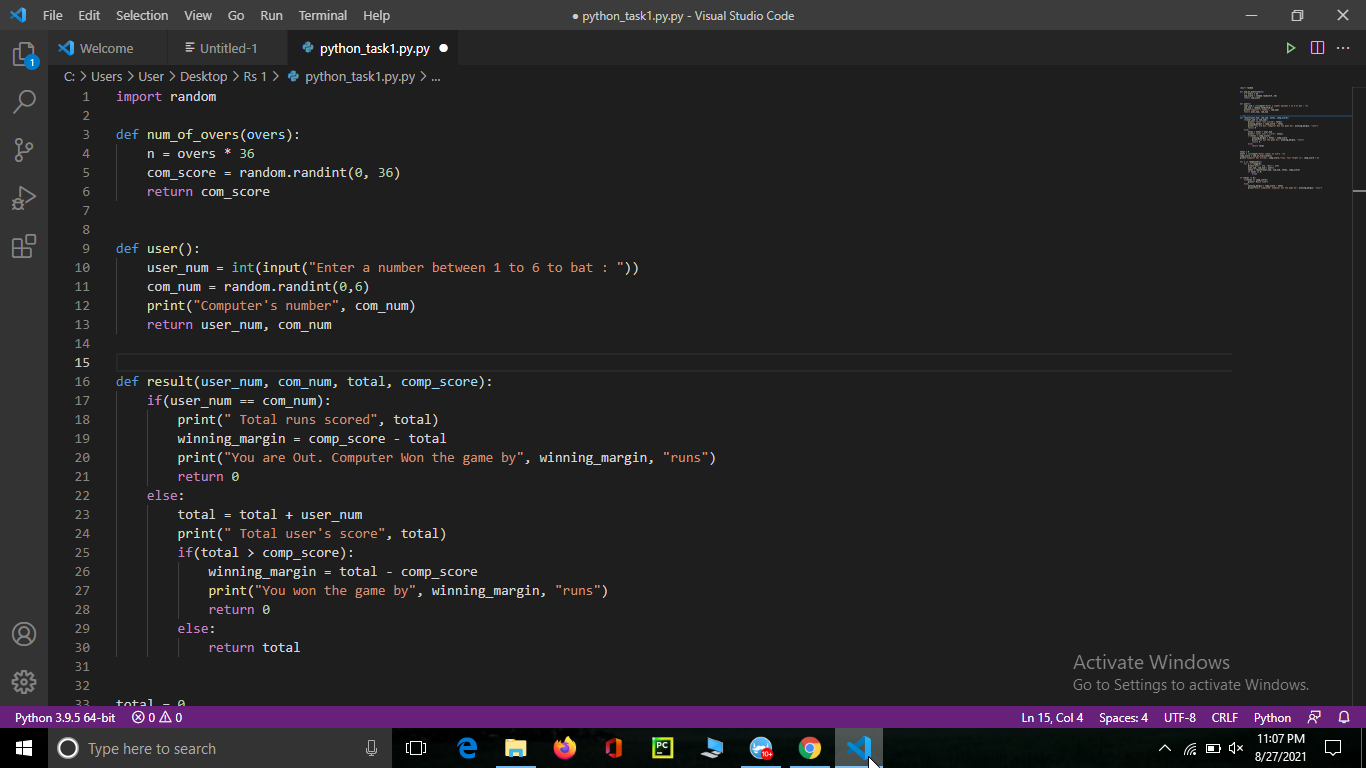 File Edit Selection View Go Run Terminal Help ● python_task1.py.py - Visual Studio Code
Welcome Untitled-1 python_task1.py.py
C: > Users > User > Desktop > Rs 1 > python_task1.py.py > ...
1 import random
2
3 def num_of_overs(overs):
4 n = overs * 36
5 com_score = random.randint(0, 36)
6 return com_score
7
8
9 def user():
10 user_num = int(input("Enter a number between 1 to 6 to bat : "))
11 com_num = random.randint(0,6)
12 print("Computer's number", com_num)
13 return user_num, com_num
14
15
16 def result(user_num, com_num, total, comp_score):
17 if(user_num == com_num):
18 print(" Total runs scored", total)
19 winning_margin = comp_score - total
20 print("You are Out. Computer Won the game by", winning_margin, "runs")
21 return 0
22 else:
23 total = total + user_num
24 print(" Total user's score", total)
25 if(total > comp_score):
26 winning_margin = total - comp_score
27 print("You won the game by", winning_margin, "runs")
28 return 0
29 else:
30 return total
31
32
33 total = 0
Activate Windows
Go to Settings to activate Windows.
1
Python 3.9.5 64-bit 0 0 Ln 15, Col 4 Spaces: 4 UTF-8 CRLF Python
Type here to search PC 10+ 11:07 PM
8/27/2021